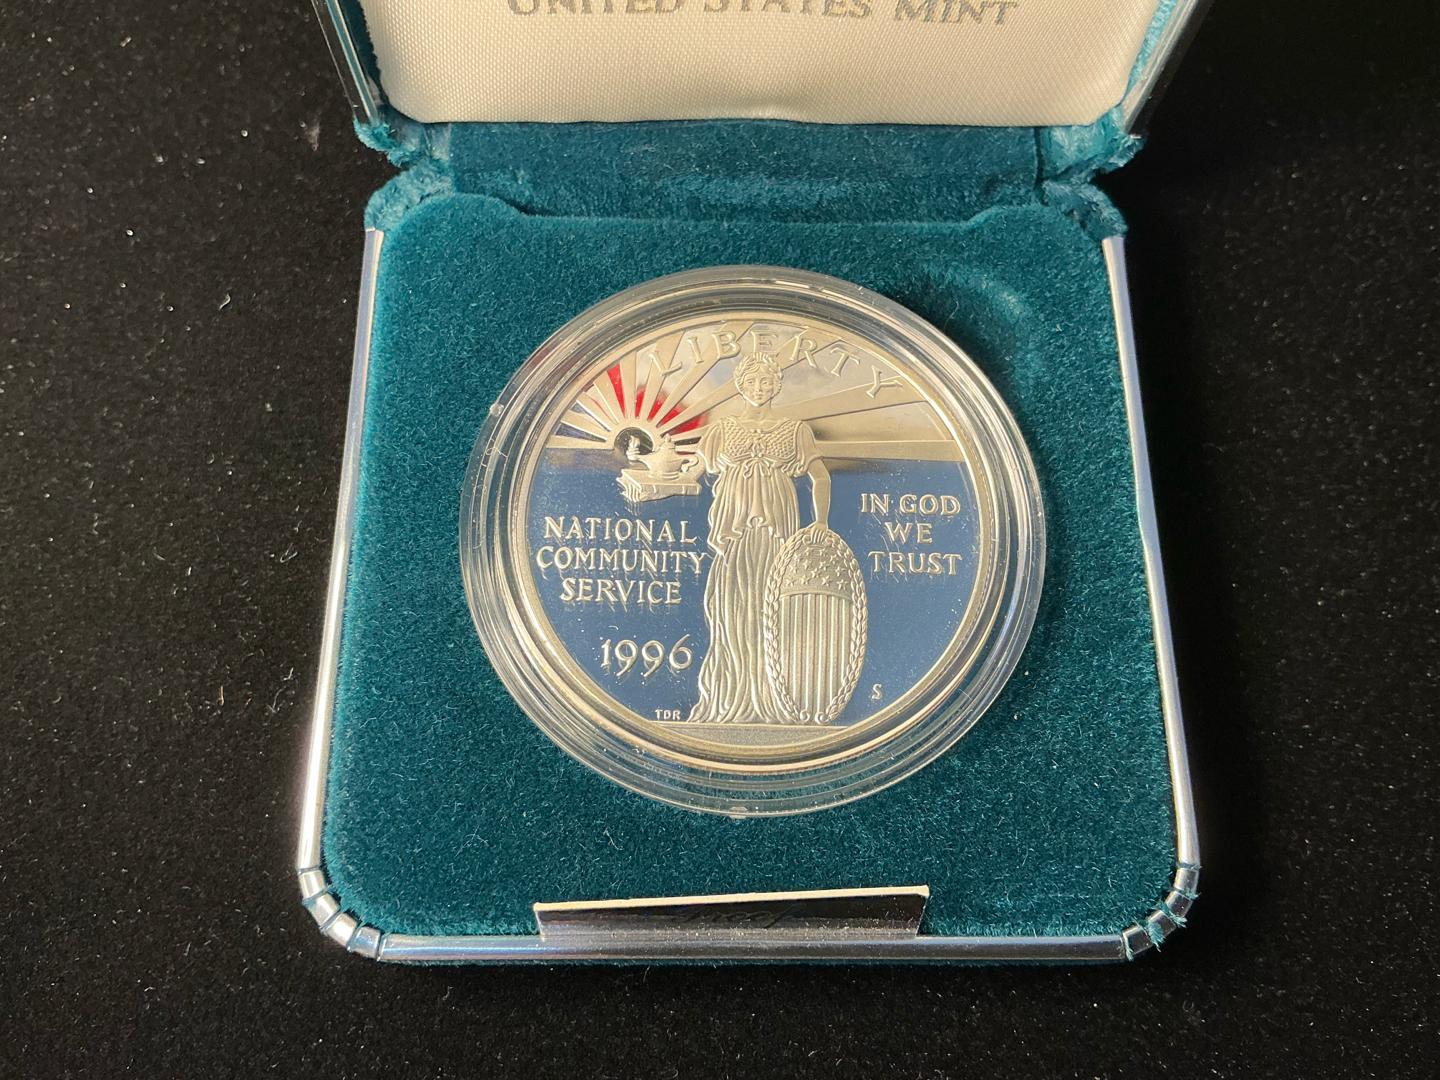 UNITED STATES MINT
LIBERTY
NATIONAL
COMMUNITY
SERVICE
1996
IN GOD
WE
TRUST
TDR
S